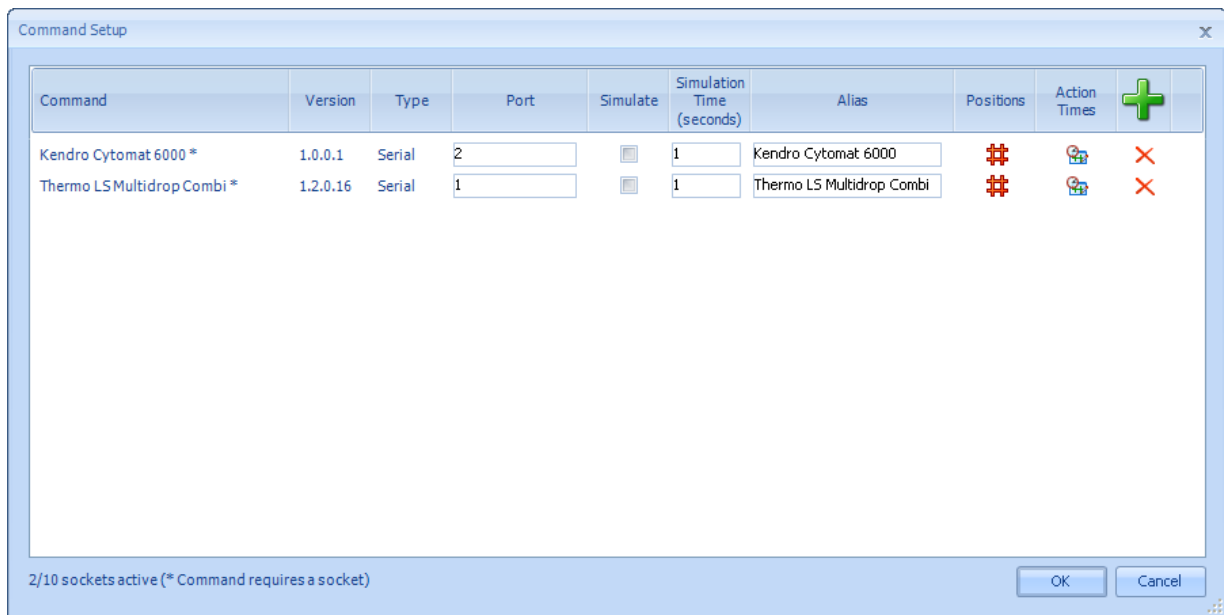 Command Setup
Command Version Type Port Simulate Simulation Time (seconds) Alias Positions Action Times
Kendro Cytomat 6000 * 1.0.0.1 Serial 2 1 Kendro Cytomat 6000
Thermo LS Multidrop Combi * 1.2.0.16 Serial 1 1 Thermo LS Multidrop Combi
2/10 sockets active (* Command requires a socket) OK Cancel